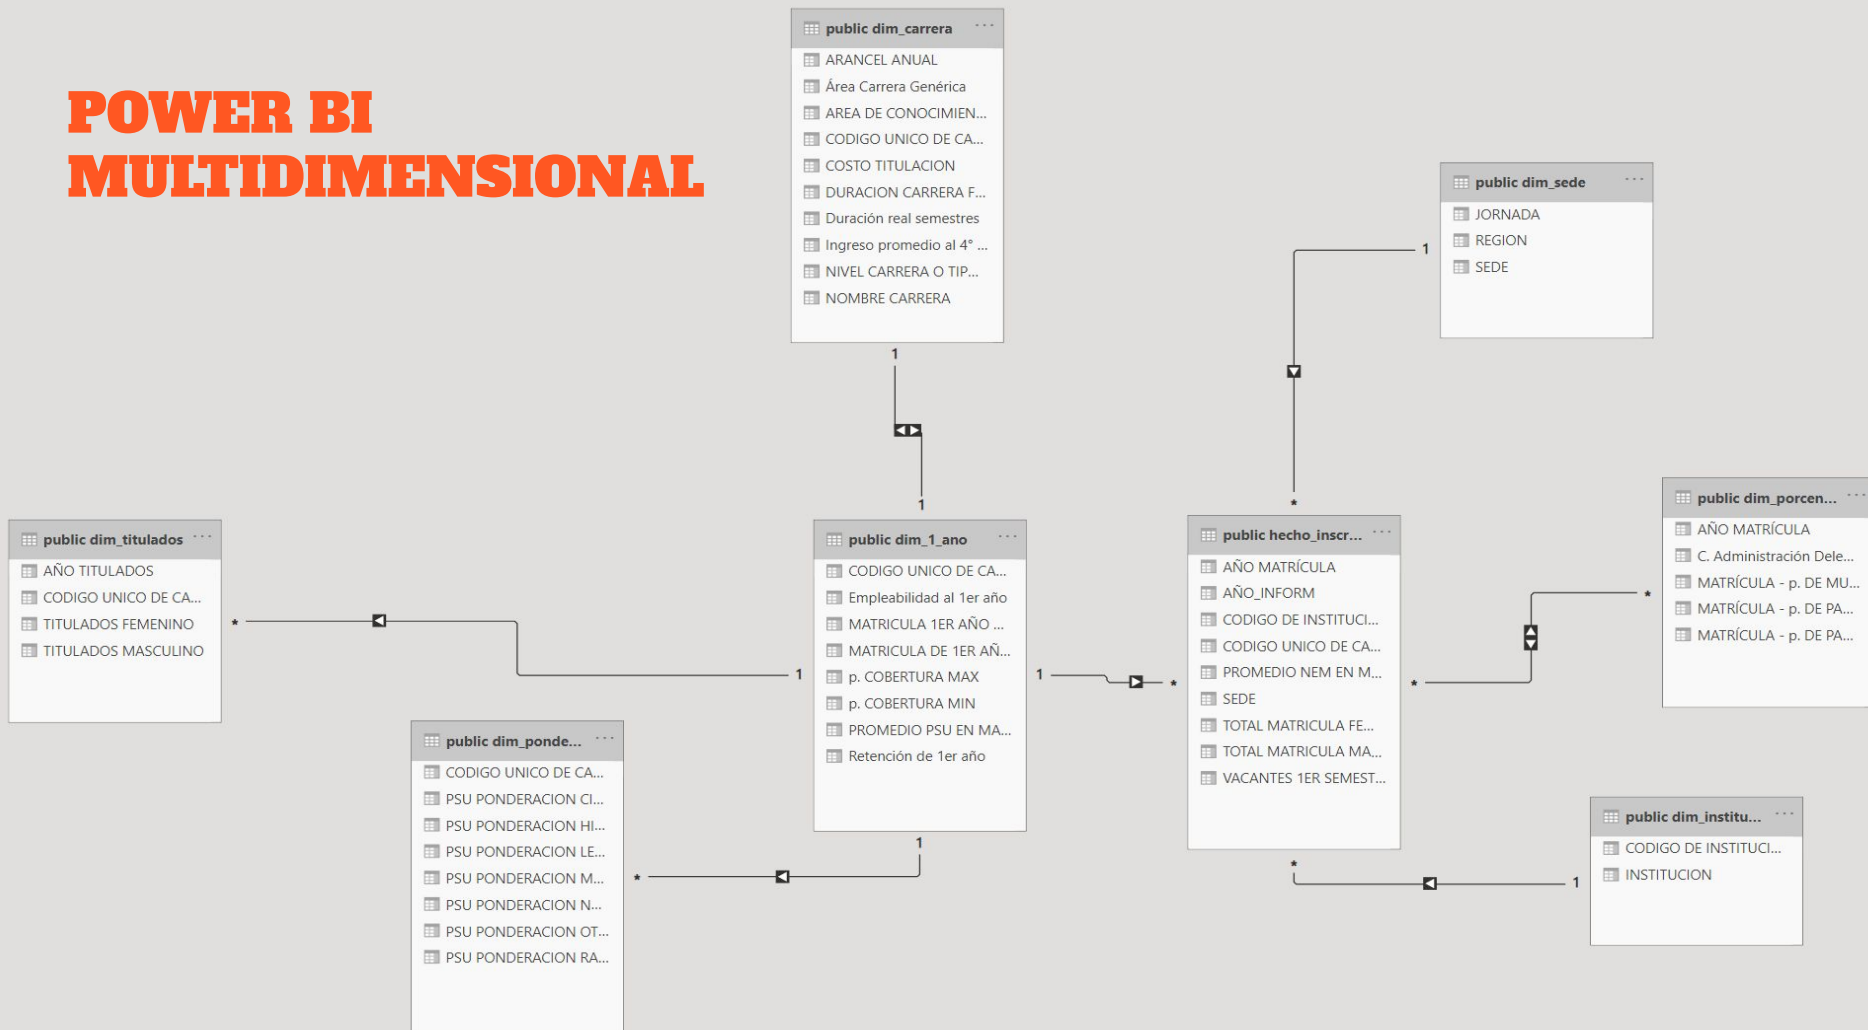 POWER BI
MULTIDIMENSIONAL
public dim_carrera ...
ARANCEL ANUAL
Área Carrera Genérica
AREA DE CONOCIMIEN...
CODIGO UNICO DE CA...
COSTO TITULACION
DURACION CARRERA F...
Duración real semestres
Ingreso promedio al 4° ...
NIVEL CARRERA O TIP...
NOMBRE CARRERA
1
1
public dim_sede ...
JORNADA
REGION
SEDE
1
*
public dim_titulados ...
AÑO TITULADOS
CODIGO UNICO DE CA...
TITULADOS FEMENINO
TITULADOS MASCULINO
*
1
public dim_ponde... ...
CODIGO UNICO DE CA...
PSU PONDERACION CI...
PSU PONDERACION HI...
PSU PONDERACION LE...
PSU PONDERACION M...
PSU PONDERACION N...
PSU PONDERACION OT...
PSU PONDERACION RA...
*
1
public dim_1_ano ...
CODIGO UNICO DE CA...
Empleabilidad al 1er año
MATRICULA 1ER AÑO ...
MATRICULA DE 1ER AÑ...
p. COBERTURA MAX
p. COBERTURA MIN
PROMEDIO PSU EN MA...
Retención de 1er año
1
*
public hecho_inscr... ...
AÑO MATRÍCULA
AÑO_INFORM
CODIGO DE INSTITUCI...
CODIGO UNICO DE CA...
PROMEDIO NEM EN M...
SEDE
TOTAL MATRICULA FE...
TOTAL MATRICULA MA...
VACANTES 1ER SEMEST...
*
*
public dim_porcen... ...
AÑO MATRÍCULA
C. Administración Dele...
MATRÍCULA - p. DE MU...
MATRÍCULA - p. DE PA...
MATRÍCULA - p. DE PA...
*
1
public dim_institu... ...
CODIGO DE INSTITUCI...
INSTITUCION